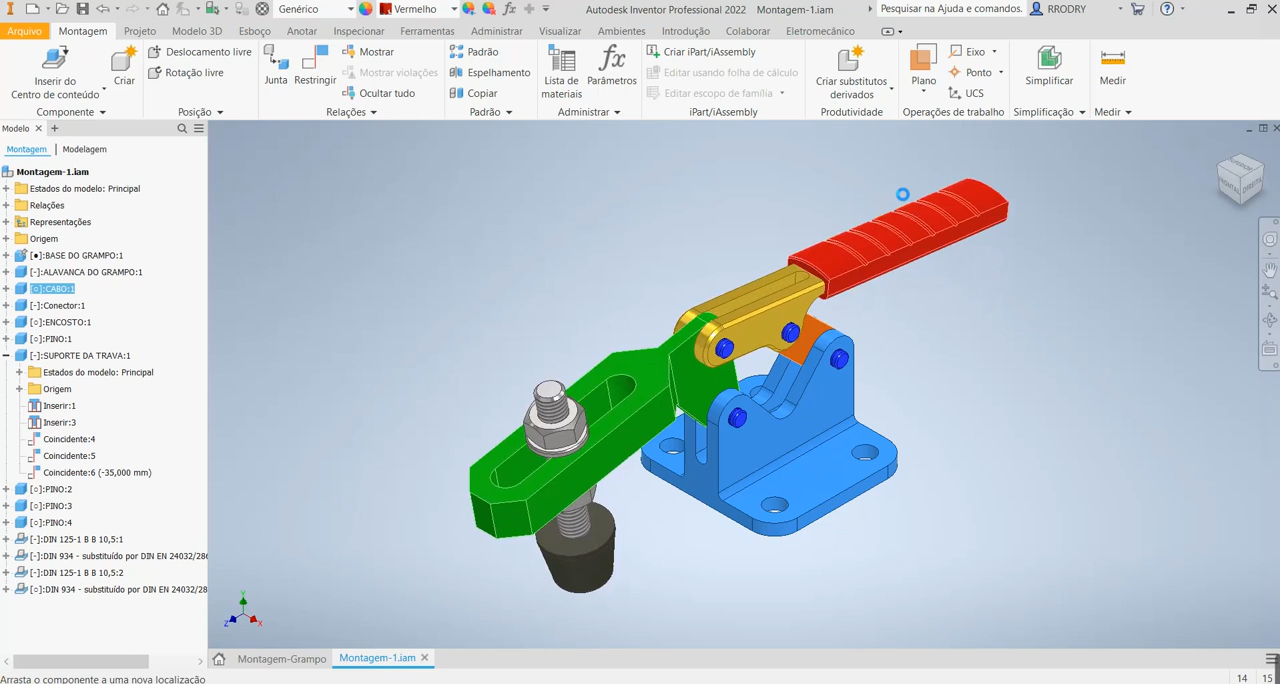 Genérico
Vermelho
Autodesk Inventor Professional 2022 Montagem-1.iam
Pesquisar na Ajuda e comandos.
RRODRY
Arquivo
Montagem
Projeto
Modelo 3D
Esboço
Anotar
Inspecionar
Ferramentas
Administrar
Visualizar
Ambientes
Introdução
Colaborar
Eletromecânico
Inserir do
Centro de conteúdo
Criar
Componente
Deslocamento livre
Rotação livre
Posição
Junta
Restringir
Mostrar
Mostrar violações
Ocultar tudo
Relações
Padrão
Espelhamento
Copiar
Padrão
Lista de
materiais
Parâmetros
Administrar
Criar iPart/iAssembly
Editar usando folha de cálculo
Editar escopo de família
iPart/iAssembly
Criar substitutos
derivados
Produtividade
Plano
Eixo
Ponto
UCS
Operações de trabalho
Simplificar
Simplificação
Medir
Medir
Modelo
Montagem
Modelagem
Montagem-1.iam
Estados do modelo: Principal
Relações
Representações
Origem
[●]:BASE DO GRAMPO:1
[-]:ALAVANCA DO GRAMPO:1
[○]:CABO:1
[-]:Conector:1
[○]:ENCOSTO:1
[○]:PINO:1
[-]:SUPORTE DA TRAVA:1
Estados do modelo: Principal
Origem
Inserir:1
Inserir:3
Coincidente:4
Coincidente:5
Coincidente:6 (-35,000 mm)
[○]:PINO:2
[○]:PINO:3
[○]:PINO:4
[-]:DIN 125-1 B B 10,5:1
[○]:DIN 934 - substituído por DIN EN 24032/28
[-]:DIN 125-1 B B 10,5:2
[○]:DIN 934 - substituído por DIN EN 24032/28
SUPERIOR
FRONTAL
DIREITA
Y
Z
X
Montagem-Grampo
Montagem-1.iam
Arrasta o componente a uma nova localização
14
15